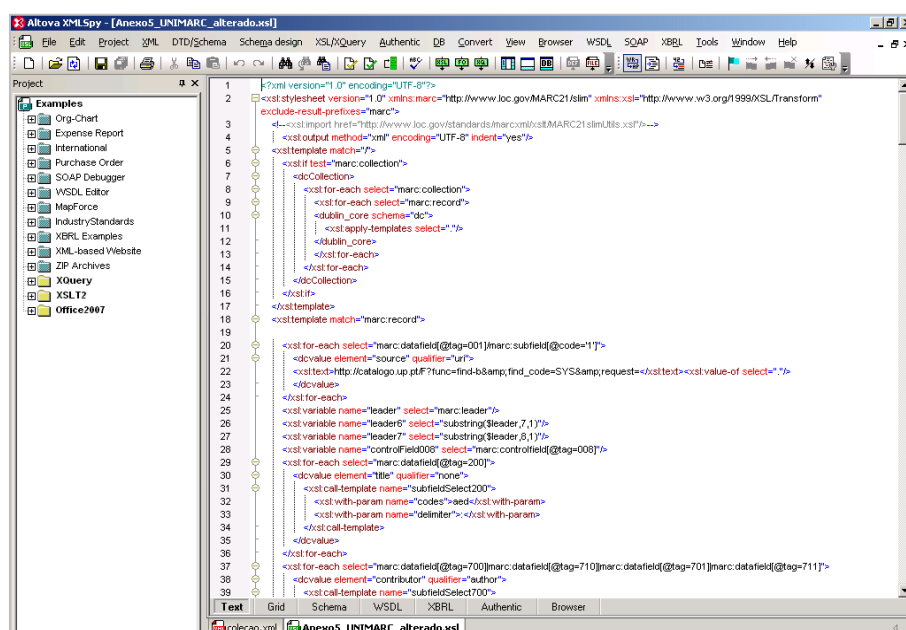 Altova XMLSpy - [Anexo5_UNIMARC_alterado.xsl]
File Edit Project XML DTD/Schema Schema design XSL/XQuery Authentic DB Convert View Browser WSDL SOAP XBRL Tools Window Help
Project
Examples
Org-Chart
Expense Report
International
Purchase Order
SOAP Debugger
WSDL Editor
MapForce
IndustryStandards
XBRL Examples
XML-based Website
ZIP Archives
XQuery
XSLT2
Office2007
1 <?xml version="1.0" encoding="UTF-8"?>
2 <xsl:stylesheet version="1.0" xmlns:marc="http://www.loc.gov/MARC21/slim" xmlns:xsl="http://www.w3.org/1999/XSL/Transform"
exclude-result-prefixes="marc">
3 <!--<xsl:import href="http://www.loc.gov/standards/marcxml/xslt/MARC21slimUtils.xsl"/>-->
4 <xsl:output method="xml" encoding="UTF-8" indent="yes"/>
5 <xsl:template match="/">
6 <xsl:if test="marc:collection">
7 <dcCollection>
8 <xsl:for-each select="marc:collection">
9 <xsl:for-each select="marc:record">
10 <dublin_core schema="dc">
11 <xsl:apply-templates select="."/>
12 </dublin_core>
13 </xsl:for-each>
14 </xsl:for-each>
15 </dcCollection>
16 </xsl:if>
17 </xsl:template>
18 <xsl:template match="marc:record">
19
20 <xsl:for-each select="marc:datafield[@tag=001]/marc:subfield[@code='1']">
21 <dcvalue element="source" qualifier="uri">
22 <xsl:text>http://catalogo.up.pt/F?func=find-b&amp;find_code=SYS&amp;request=</xsl:text><xsl:value-of select="."/>
23 </dcvalue>
24 </xsl:for-each>
25 <xsl:variable name="leader" select="marc:leader"/>
26 <xsl:variable name="leader6" select="substring($leader,7,1)"/>
27 <xsl:variable name="leader7" select="substring($leader,8,1)"/>
28 <xsl:variable name="controlField008" select="marc:controlfield[@tag=008]"/>
29 <xsl:for-each select="marc:datafield[@tag=200]">
30 <dcvalue element="title" qualifier="none">
31 <xsl:call-template name="subfieldSelect200">
32 <xsl:with-param name="codes">aed</xsl:with-param>
33 <xsl:with-param name="delimiter">:</xsl:with-param>
34 </xsl:call-template>
35 </dcvalue>
36 </xsl:for-each>
37 <xsl:for-each select="marc:datafield[@tag=700]|marc:datafield[@tag=710]|marc:datafield[@tag=701]|marc:datafield[@tag=711]">
38 <dcvalue element="contributor" qualifier="author">
39 <xsl:call-template name="subfieldSelect700">
Text Grid Schema WSDL XBRL Authentic Browser
colecao.xml Anexo5_UNIMARC_alterado.xsl